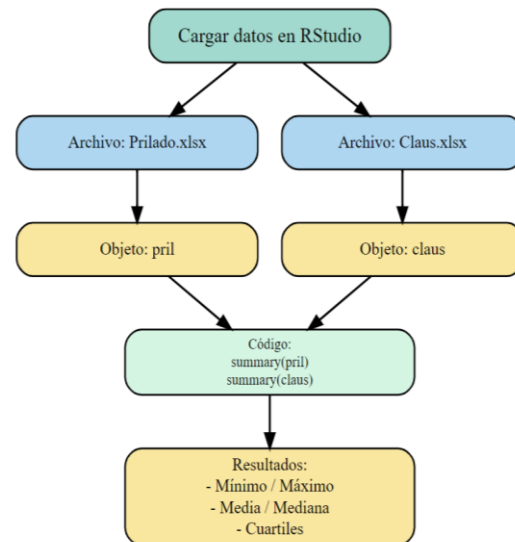 Cargar datos en RStudio
Archivo: Prilado.xlsx
Archivo: Claus.xlsx
Objeto: pril
Objeto: claus
Código:
summary(pril)
summary(claus)
Resultados:
- Mínimo / Máximo
- Media / Mediana
- Cuartiles